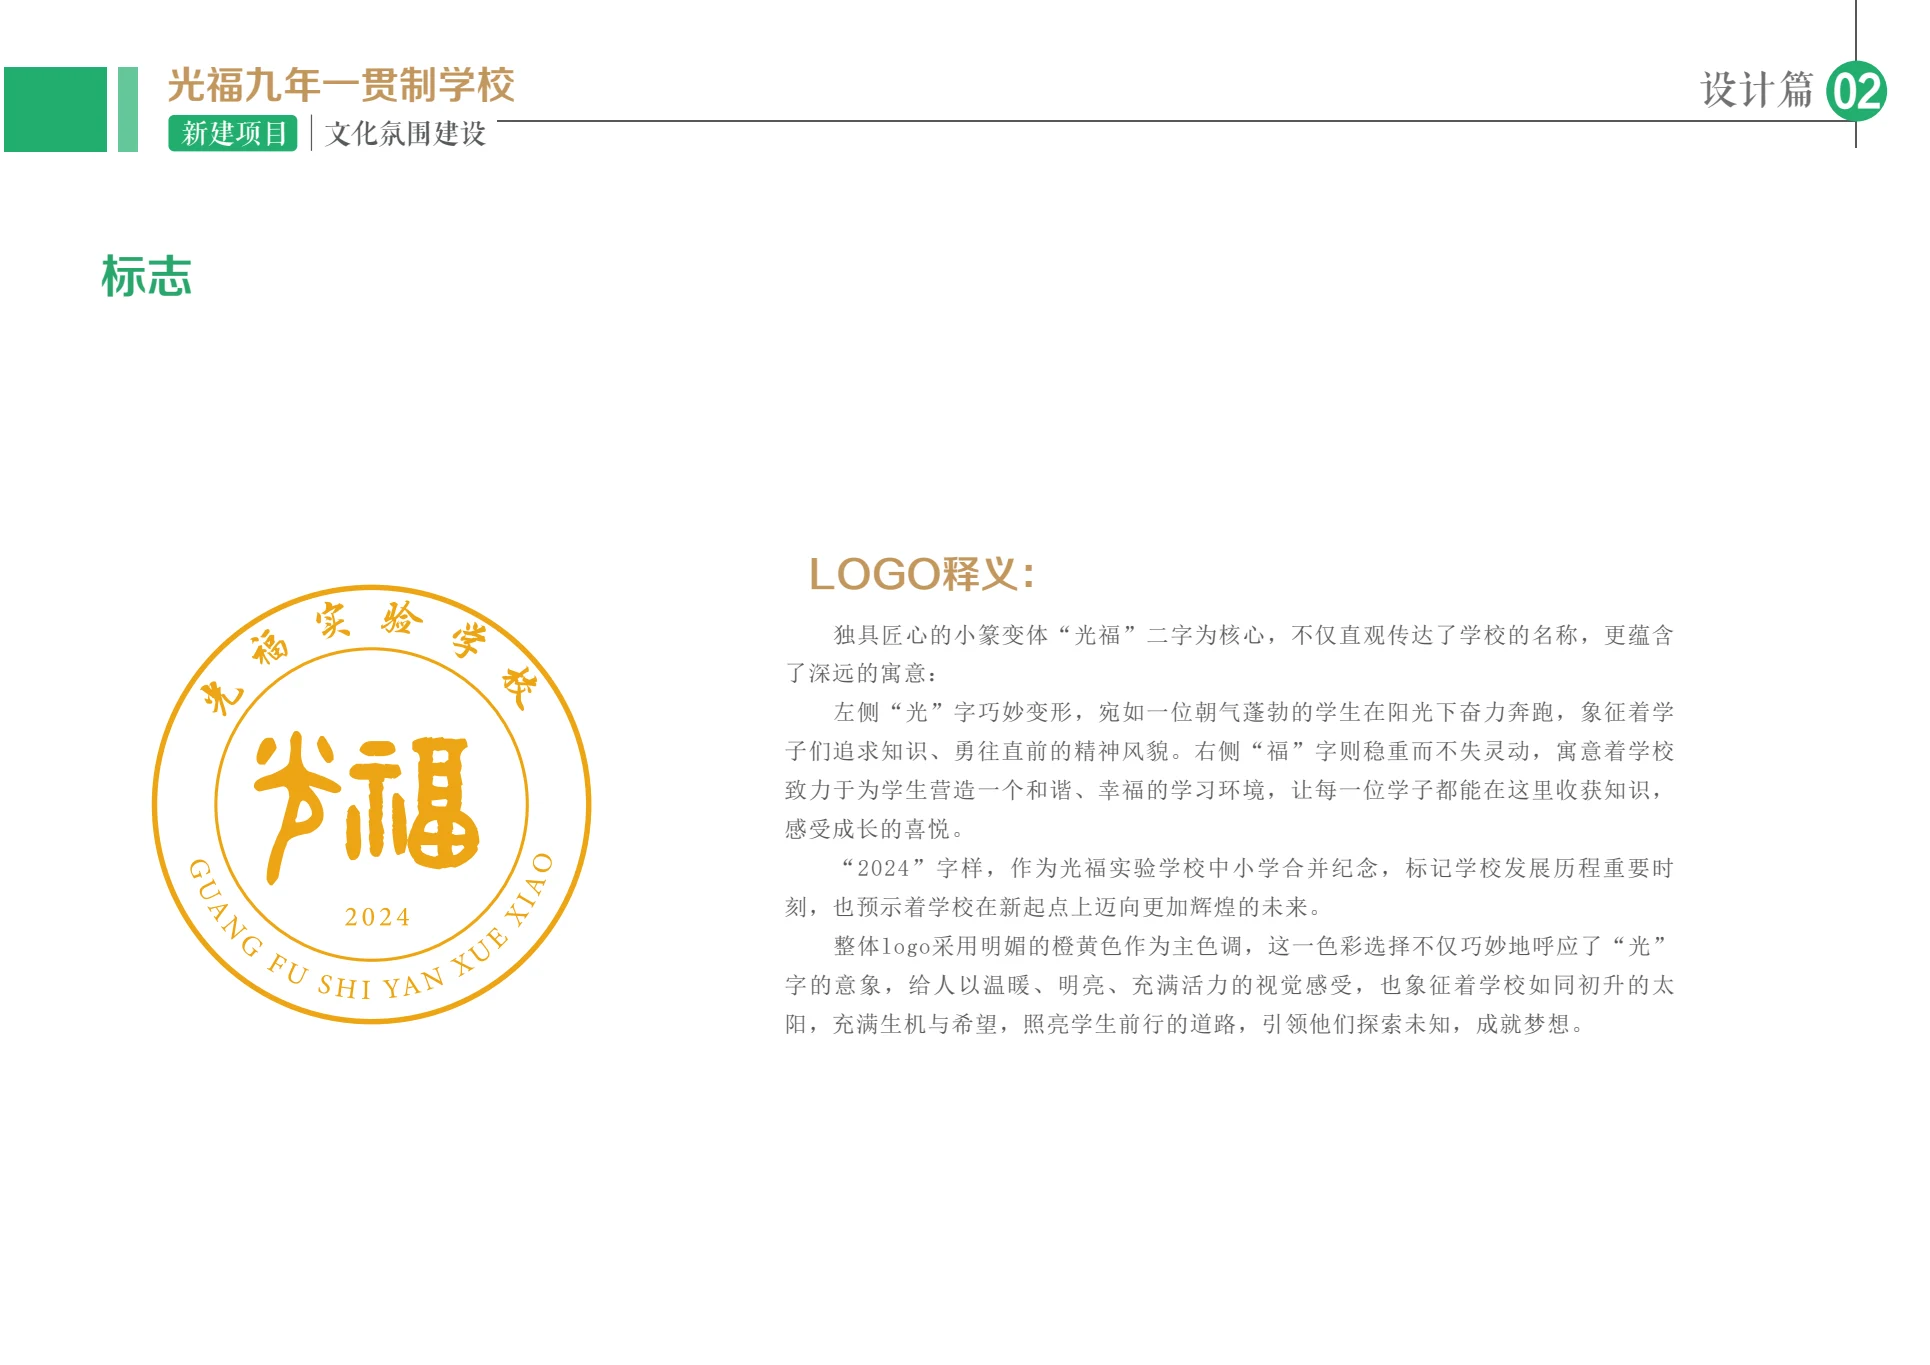 光福九年一贯制学校
新建项目 文化氛围建设
设计篇 02
标志
光福实验学校
光福
2024
GUANG FU SHI YAN XUE XIAO
LOGO释义：
独具匠心的小篆变体“光福”二字为核心，不仅直观传达了学校的名称，更蕴含
了深远的寓意：
左侧“光”字巧妙变形，宛如一位朝气蓬勃的学生在阳光下奋力奔跑，象征着学
子们追求知识、勇往直前的精神风貌。右侧“福”字则稳重而不失灵动，寓意着学校
致力于为学生营造一个和谐、幸福的学习环境，让每一位学子都能在这里收获知识，
感受成长的喜悦。
“2024”字样，作为光福实验学校中小学合并纪念，标记学校发展历程重要时
刻，也预示着学校在新起点上迈向更加辉煌的未来。
整体logo采用明媚的橙黄色作为主色调，这一色彩选择不仅巧妙地呼应了“光”
字的意象，给人以温暖、明亮、充满活力的视觉感受，也象征着学校如同初升的太
阳，充满生机与希望，照亮学生前行的道路，引领他们探索未知，成就梦想。